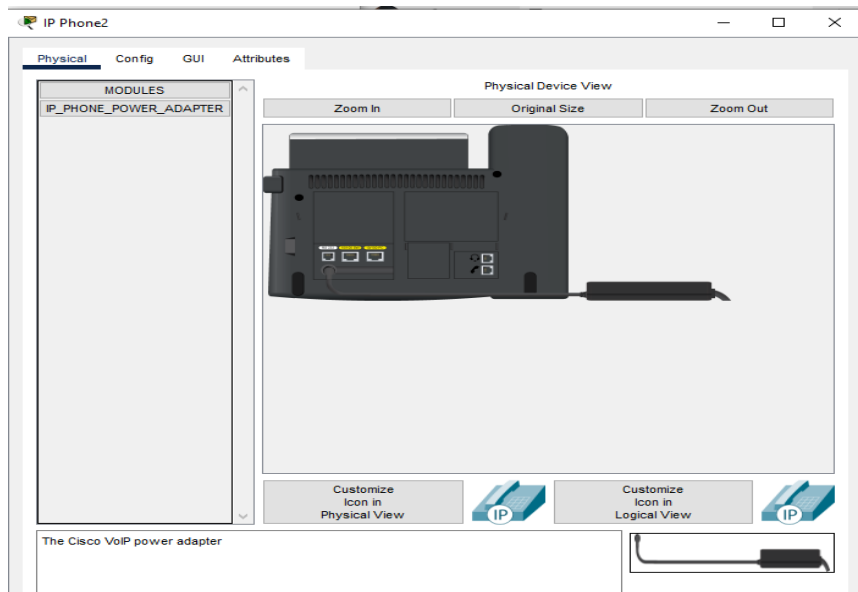 IP Phone2
Physical
Config
GUI
Attributes
MODULES
IP_PHONE_POWER_ADAPTER
Physical Device View
Zoom In
Original Size
Zoom Out
Customize
Icon in
Physical View
IP
Customize
Icon in
Logical View
IP
The Cisco VoIP power adapter